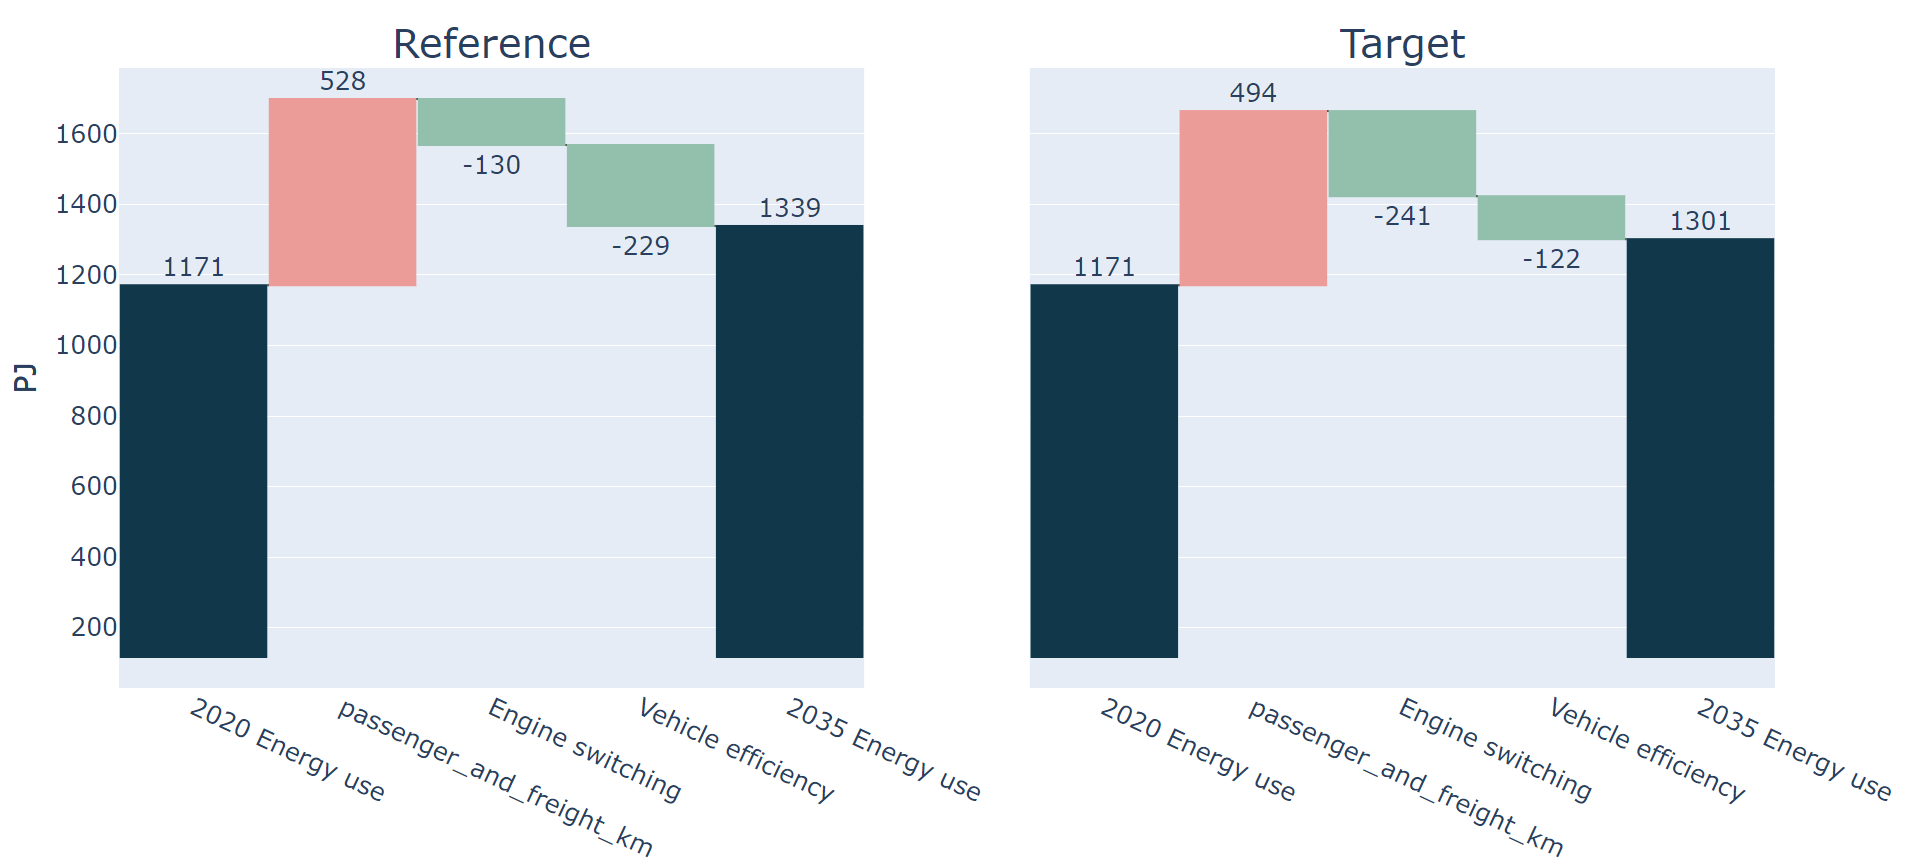 Reference
Target
PJ
1600
1400
1200
1000
800
600
400
200
1171
528
-130
-229
1339
1171
494
-241
-122
1301
2020 Energy use
passenger_and_freight_km
Engine switching
Vehicle efficiency
2035 Energy use
2020 Energy use
passenger_and_freight_km
Engine switching
Vehicle efficiency
2035 Energy use